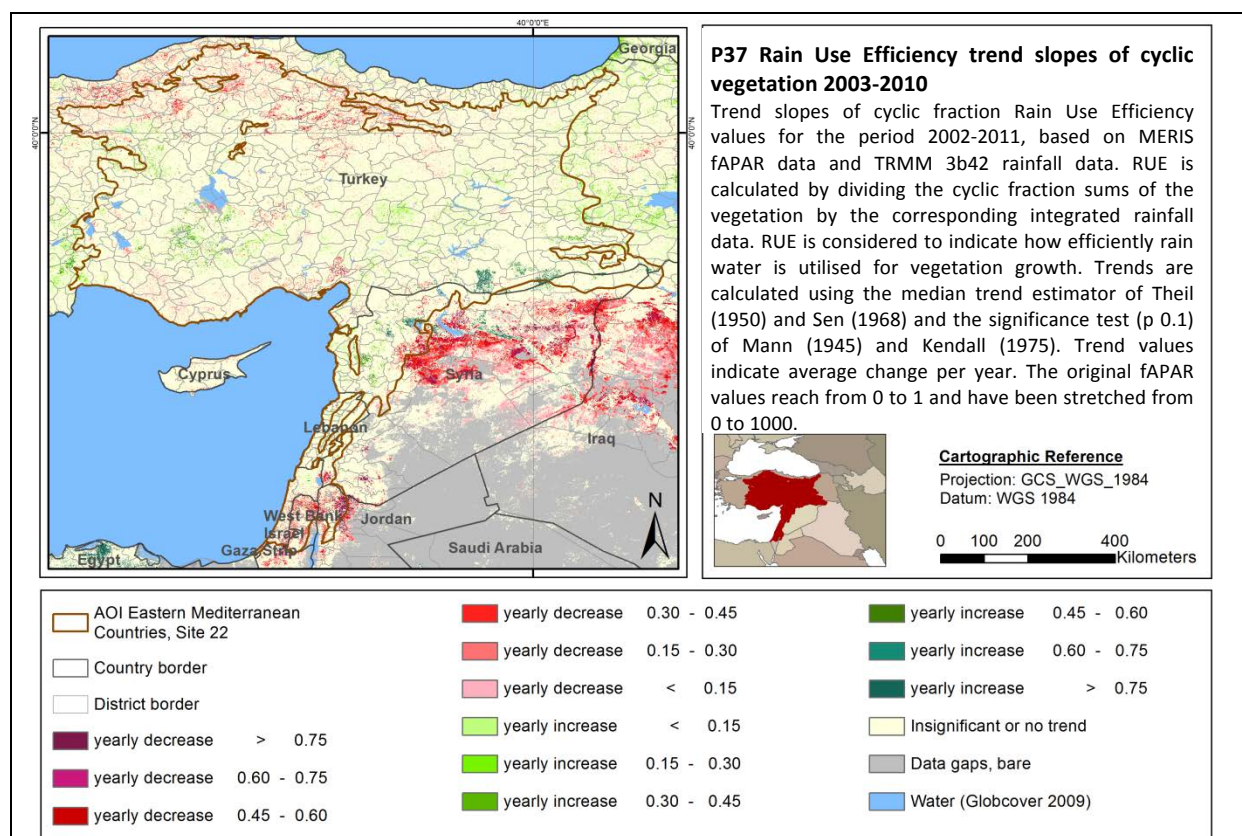 40°0'0"E
40°0'0"N
40°0'0"N
Georgia
Turkey
Cyprus
Syria
Lebanon
Iraq
West Bank
Israel
Jordan
Gaza Strip
Saudi Arabia
Egypt
N
P37 Rain Use Efficiency trend slopes of cyclic
vegetation 2003-2010
Trend slopes of cyclic fraction Rain Use Efficiency
values for the period 2002-2011, based on MERIS
fAPAR data and TRMM 3b42 rainfall data. RUE is
calculated by dividing the cyclic fraction sums of the
vegetation by the corresponding integrated rainfall
data. RUE is considered to indicate how efficiently rain
water is utilised for vegetation growth. Trends are
calculated using the median trend estimator of Theil
(1950) and Sen (1968) and the significance test (p 0.1)
of Mann (1945) and Kendall (1975). Trend values
indicate average change per year. The original fAPAR
values reach from 0 to 1 and have been stretched from
0 to 1000.
Cartographic Reference
Projection: GCS_WGS_1984
Datum: WGS 1984
0 100 200 400
Kilometers
AOI Eastern Mediterranean
Countries, Site 22
Country border
District border
yearly decrease > 0.75
yearly decrease 0.60 - 0.75
yearly decrease 0.45 - 0.60
yearly decrease 0.30 - 0.45
yearly decrease 0.15 - 0.30
yearly decrease < 0.15
yearly increase < 0.15
yearly increase 0.15 - 0.30
yearly increase 0.30 - 0.45
yearly increase 0.45 - 0.60
yearly increase 0.60 - 0.75
yearly increase > 0.75
Insignificant or no trend
Data gaps, bare
Water (Globcover 2009)